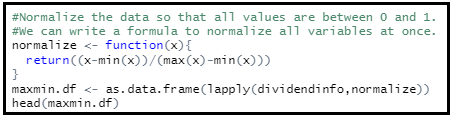 #Normalize the data so that all values are between 0 and 1.
#We can write a formula to normalize all variables at once.
normalize <- function(x){
  return((x-min(x))/(max(x)-min(x)))
}
maxmin.df <- as.data.frame(lapply(dividendinfo,normalize))
head(maxmin.df)